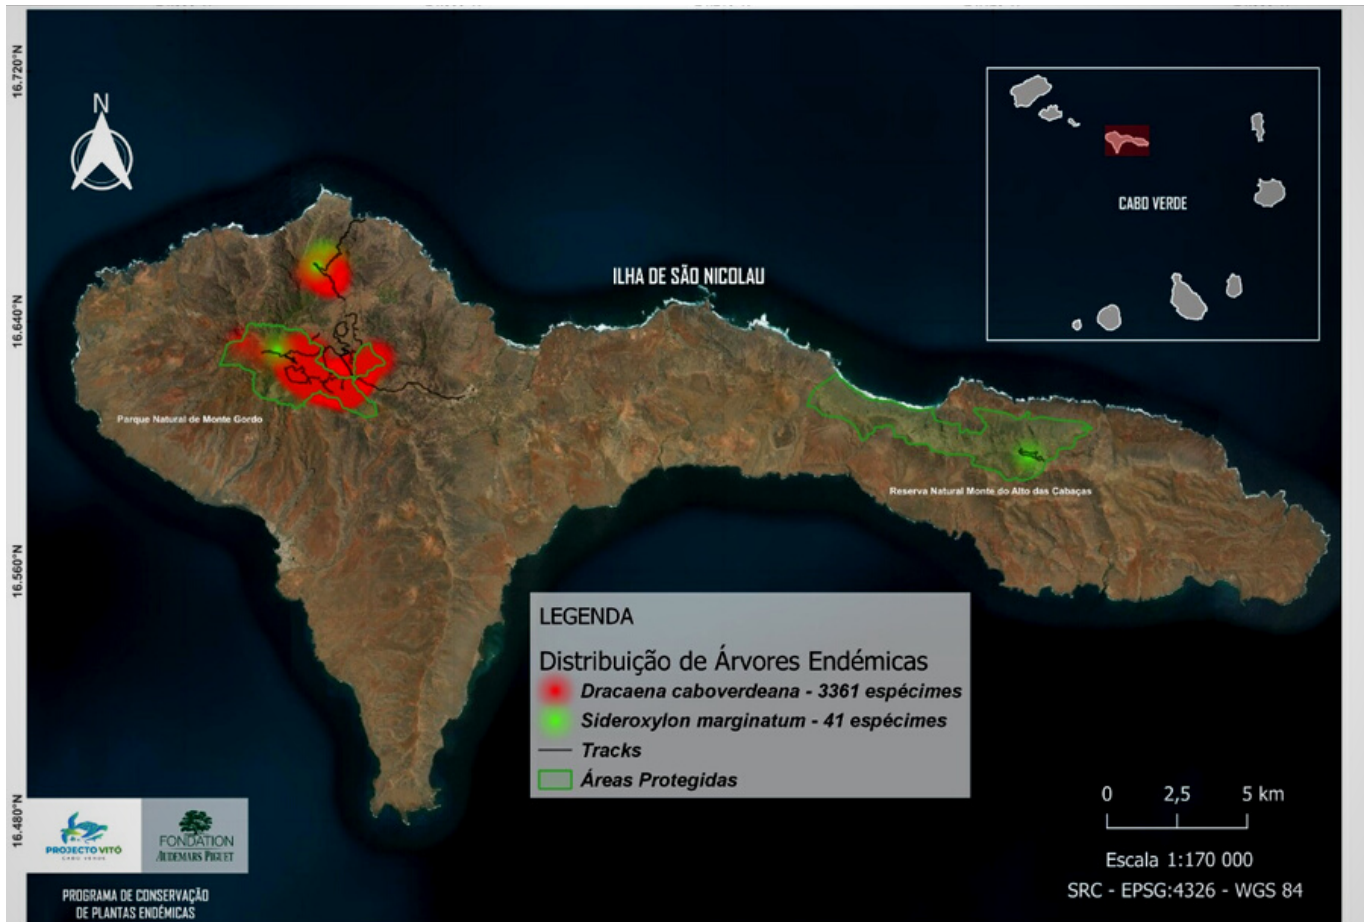 16.720°N
N
CABO VERDE
ILHA DE SÃO NICOLAU
16.640°N
Parque Natural de Monte Gordo
Reserva Natural Monte do Alto das Cabaças
16.560°N
LEGENDA
Distribuição de Árvores Endémicas
Dracaena caboverdeana - 3361 espécimes
Sideroxylon marginatum - 41 espécimes
Tracks
Áreas Protegidas
16.480°N
0 2,5 5 km
Escala 1:170 000
SRC - EPSG:4326 - WGS 84
PROJECTO VITÓ
CABO VERDE
FONDATION
AUDEMARS PIGUET
PROGRAMA DE CONSERVAÇÃO
DE PLANTAS ENDÉMICAS